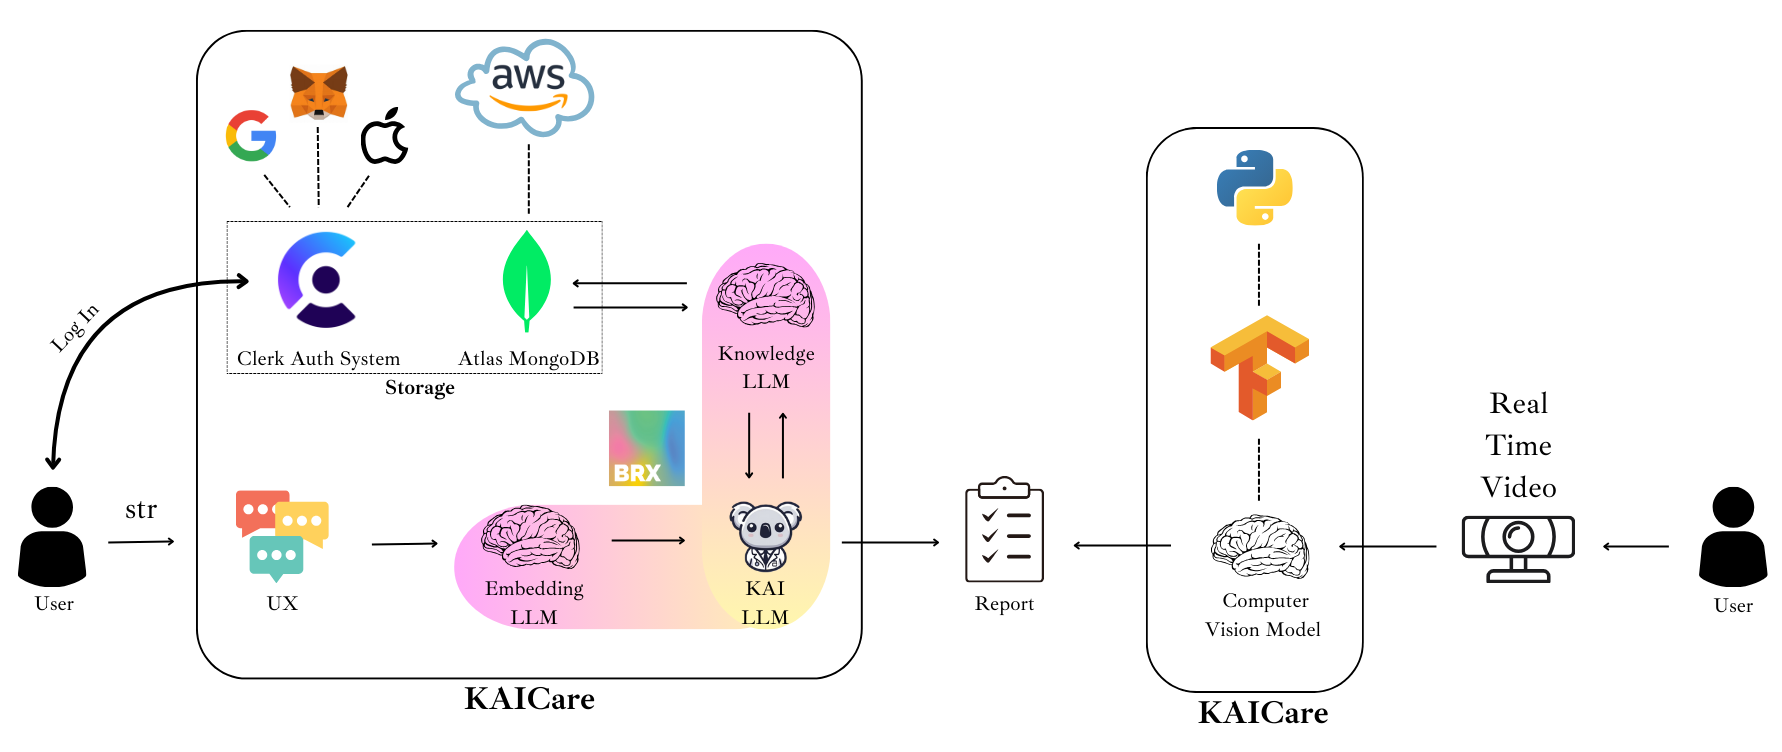 aws
Log In
Clerk Auth System
Atlas MongoDB
Storage
Knowledge
LLM
BRX
str
User
UX
Embedding
LLM
KAI
LLM
KAICare
Report
Computer
Vision Model
KAICare
Real
Time
Video
User